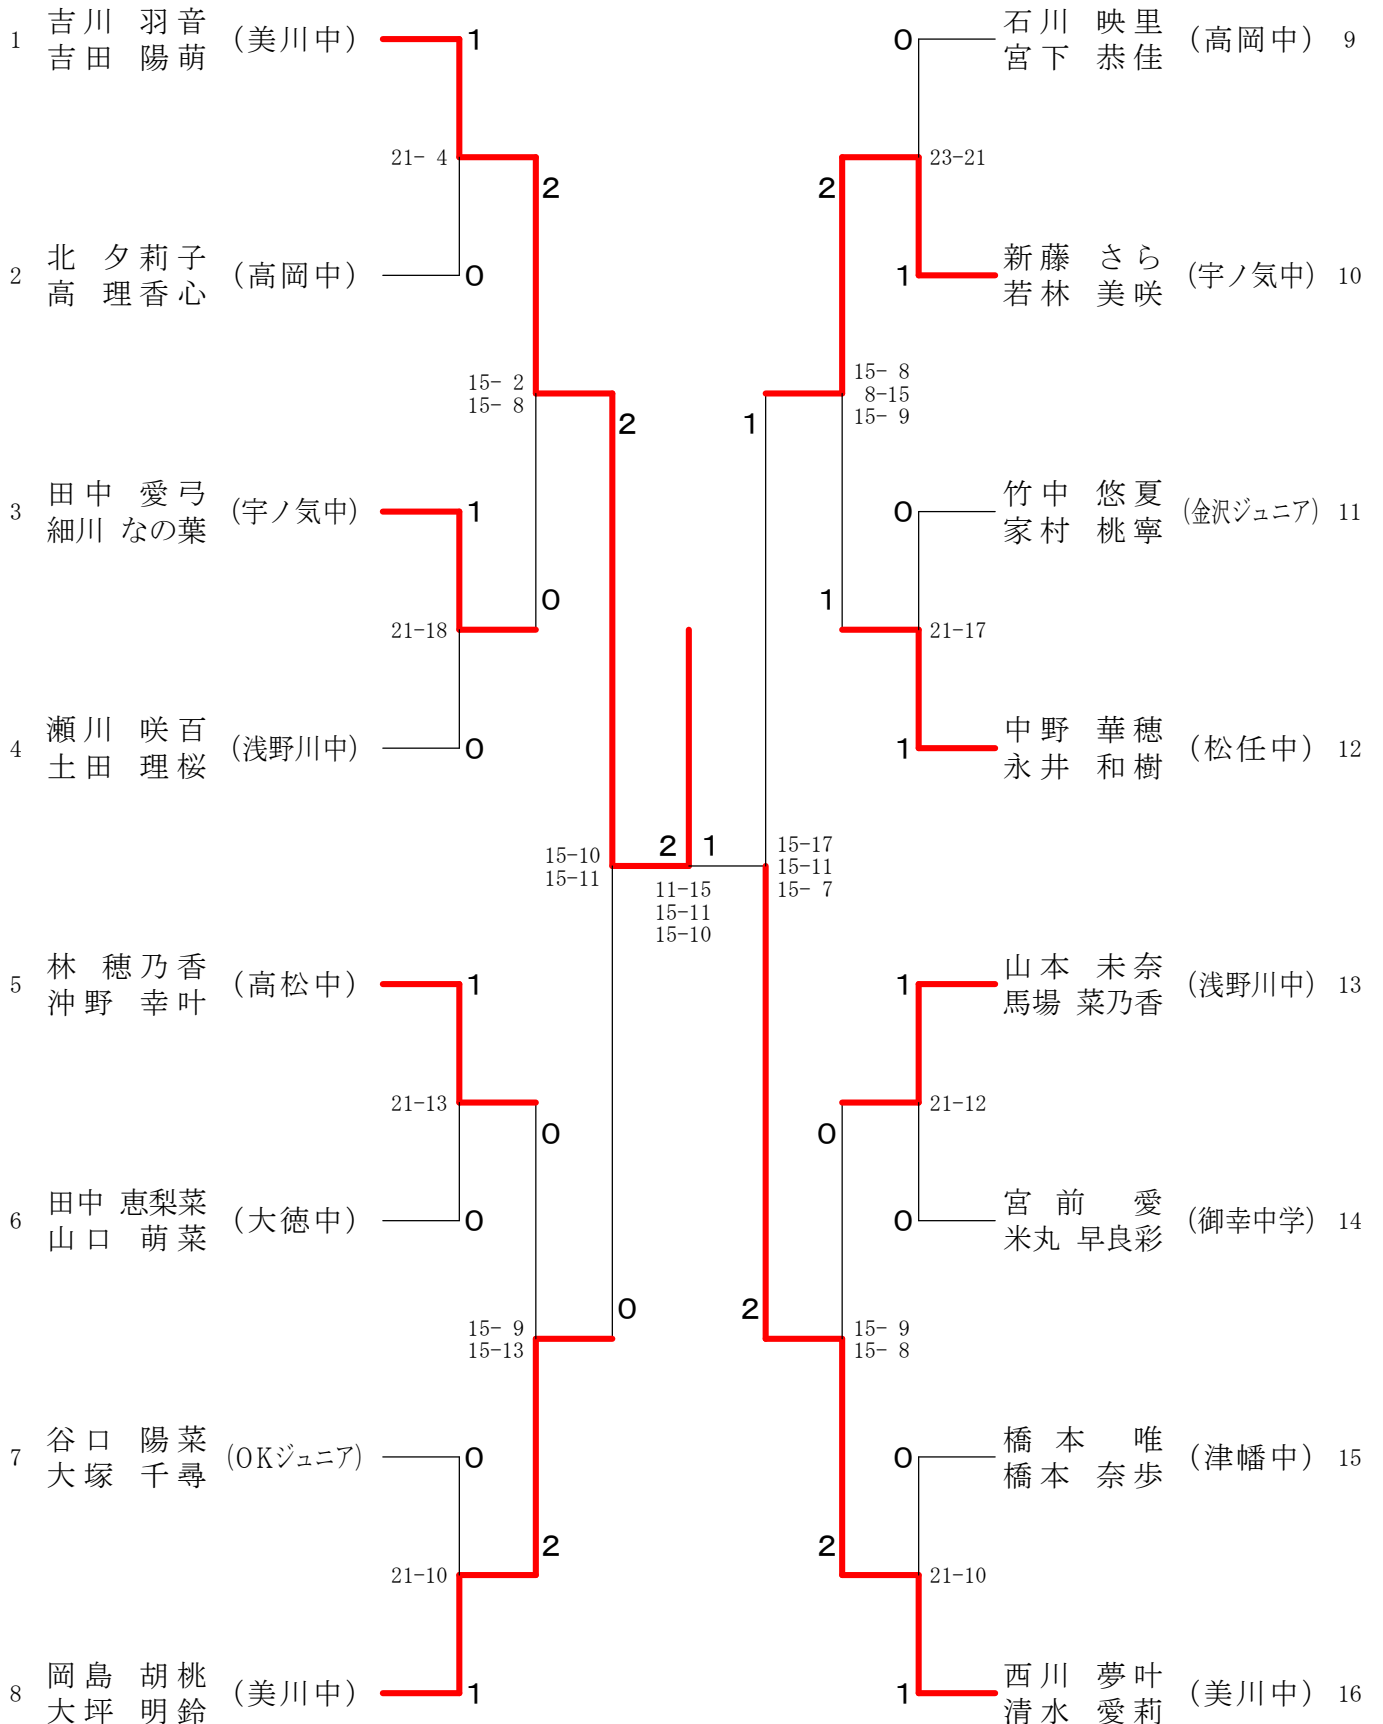 1 吉川 羽音 (美川中) 1
吉田 陽萌
21- 4
2
2 北 夕莉子 (高岡中) 0
高 理香心
15- 2
15- 8
2
3 田中 愛弓 (宇ノ気中) 1
細川 なの葉
21-18
0
4 瀬川 咲百 (浅野川中) 0
土田 理桜
15-10
15-11
5 林 穂乃香 (高松中) 1
沖野 幸叶
21-13
0
6 田中 恵梨菜 (大徳中) 0
山口 萌菜
15- 9
15-13
0
7 谷口 陽菜 (OKジュニア) 0
大塚 千尋
21-10
2
8 岡島 胡桃 (美川中) 1
大坪 明鈴
2 1
11-15
15-11
15-10
0 石川 映里 (高岡中) 9
宮下 恭佳
23-21
2
1 新藤 さら (宇ノ気中) 10
若林 美咲
15- 8
8-15
15- 9
1
0 竹中 悠夏 (金沢ジュニア) 11
家村 桃寧
21-17
1
1 中野 華穂 (松任中) 12
永井 和樹
15-17
15-11
15- 7
1 山本 未奈 (浅野川中) 13
馬場 菜乃香
21-12
0
0 宮前 愛 (御幸中学) 14
米丸 早良彩
15- 9
15- 8
2
0 橋本 唯 (津幡中) 15
橋本 奈歩
21-10
2
1 西川 夢叶 (美川中) 16
清水 愛莉